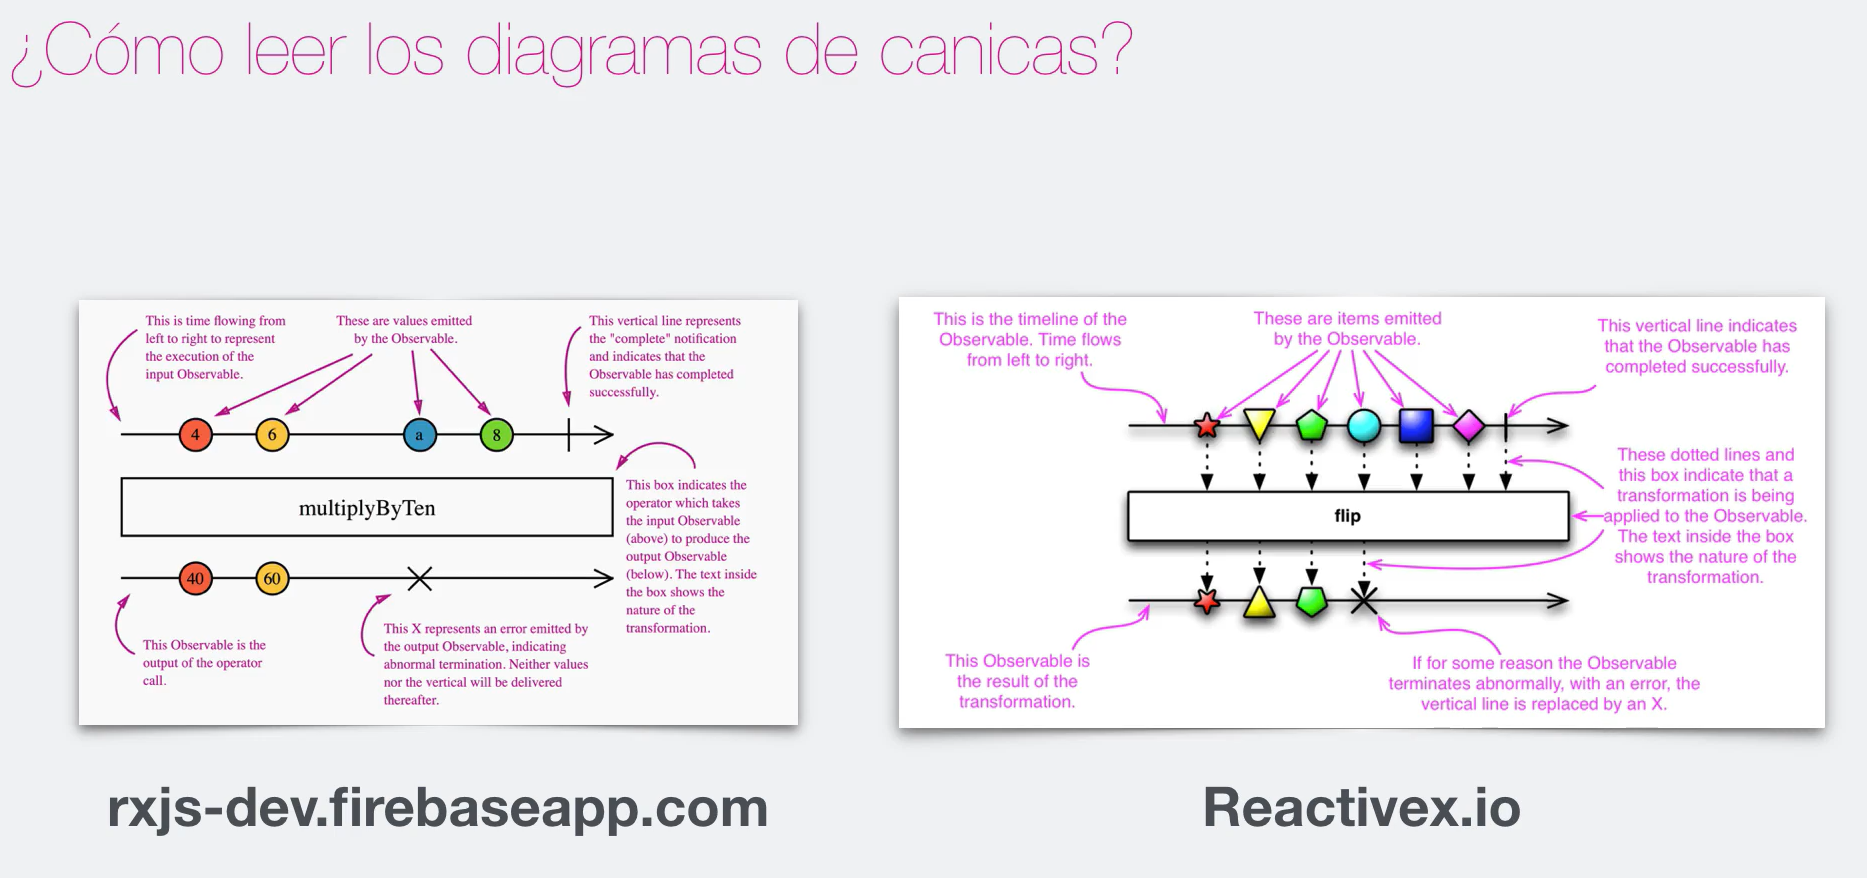 ¿Cómo leer los diagramas de canicas?
This is time flowing from
left to right to represent
the execution of the
input Observable.
These are values emitted
by the Observable.
This vertical line represents
the "complete" notification
and indicates that the
Observable has completed
successfully.
4
6
a
8
multiplyByTen
This box indicates the
operator which takes
the input Observable
(above) to produce the
output Observable
(below). The text inside
the box shows the
nature of the
transformation.
40
60
This Observable is the
output of the operator
call.
This X represents an error emitted by
the output Observable, indicating
abnormal termination. Neither values
nor the vertical will be delivered
thereafter.
rxjs-dev.firebaseapp.com
This is the timeline of the
Observable. Time flows
from left to right.
These are items emitted
by the Observable.
This vertical line indicates
that the Observable has
completed successfully.
These dotted lines and
this box indicate that a
transformation is being
applied to the Observable.
The text inside the box
shows the nature of the
transformation.
flip
This Observable is
the result of the
transformation.
If for some reason the Observable
terminates abnormally, with an error, the
vertical line is replaced by an X.
Reactivex.io